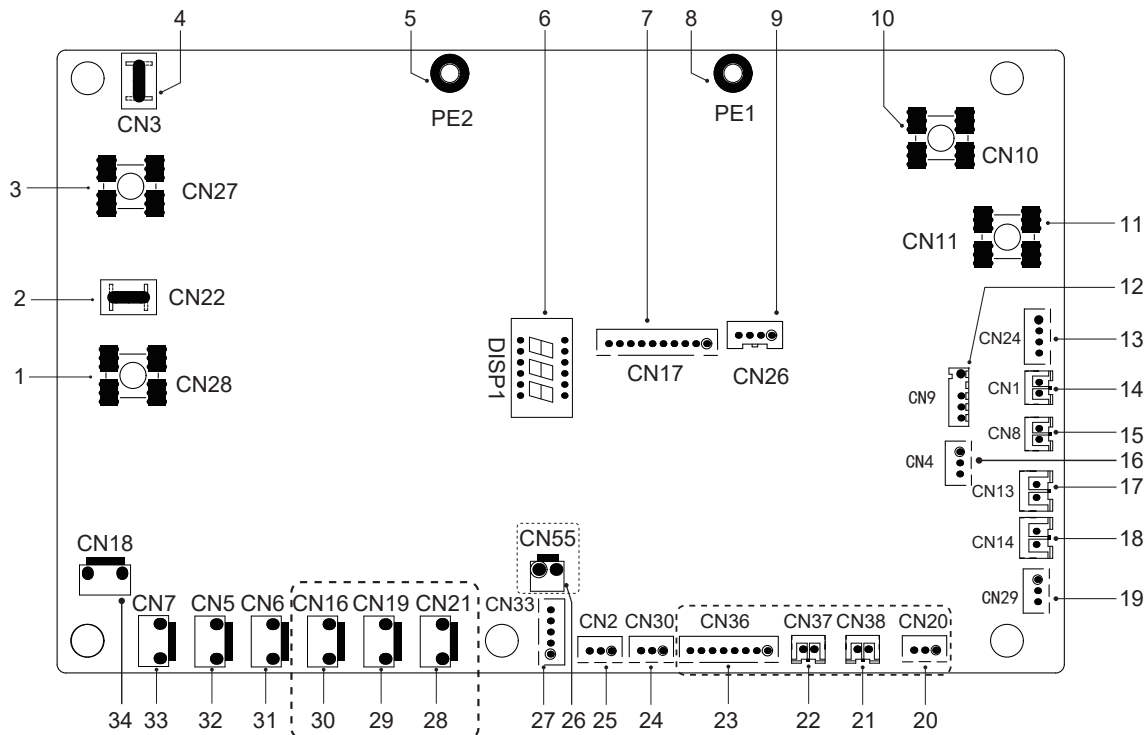 4 5 6 7 8 9 10
CN3
PE2
PE1
CN10
3
CN27
CN11
11
2
CN22
12
DISP1
CN17
CN26
CN24
13
1
CN28
CN9
CN1
14
CN8
15
CN4
16
CN13
17
CN14
18
CN18
CN55
CN29
19
CN7 CN5 CN6 CN16 CN19 CN21 CN33 CN2 CN30 CN36 CN37 CN38 CN20
34 33 32 31 30 29 28 27 26 25 24 23 22 21 20